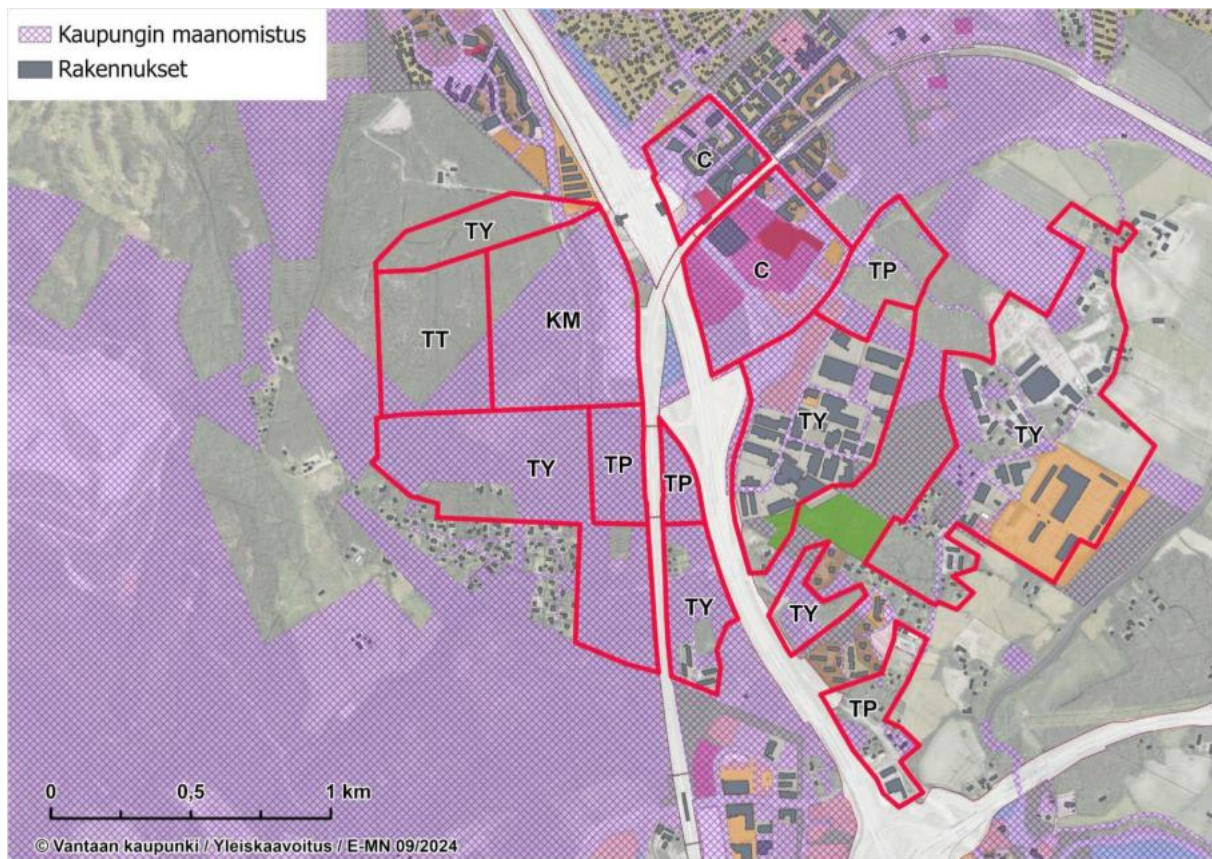 Kaupungin maanomistus
Rakennukset
C
TY
C
TP
TT
KM
TY
TP
TP
TY
TY
TY
TY
TP
0 0,5 1 km
© Vantaan kaupunki / Yleiskaavoitus / E-MN 09/2024